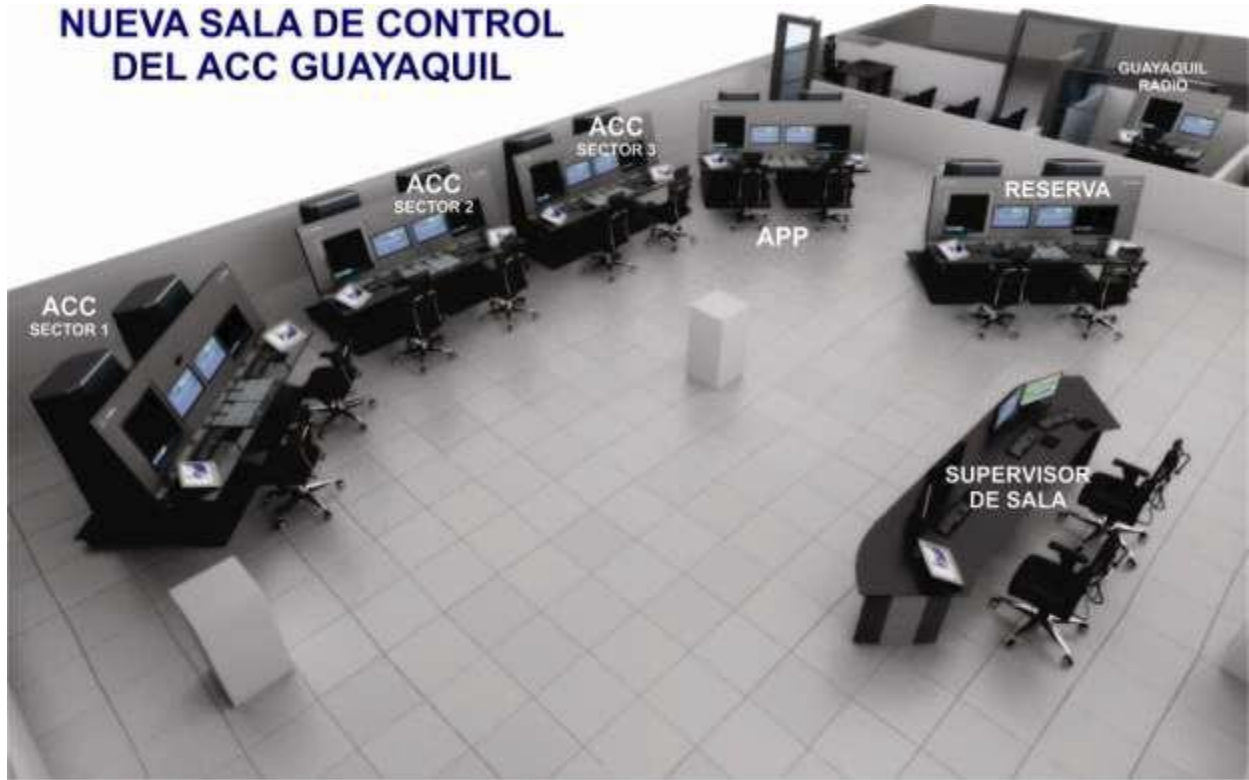 NUEVA SALA DE CONTROL
DEL ACC GUAYAQUIL
GUAYAQUIL
RADIO
ACC
SECTOR 3
ACC
SECTOR 2
RESERVA
APP
ACC
SECTOR 1
SUPERVISOR
DE SALA